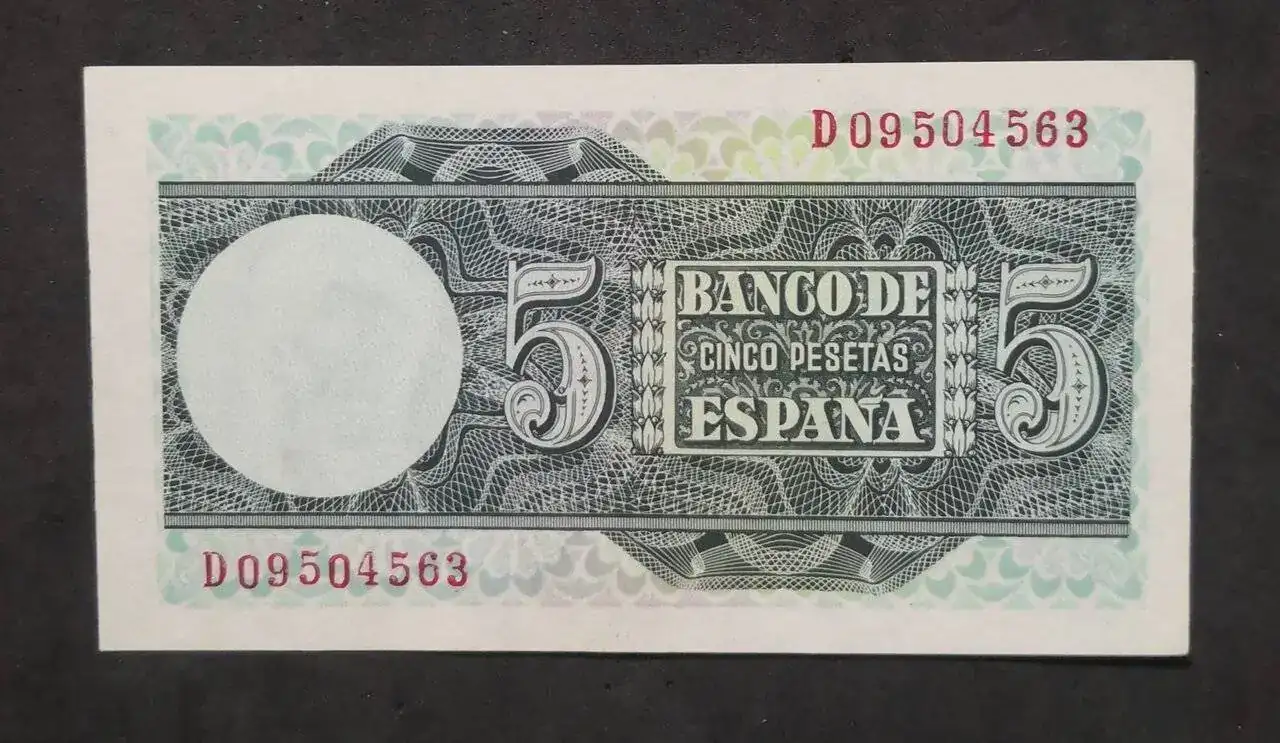 D09504563
5
BANCO DE
CINCO PESETAS
ESPAÑA
5
D09504563